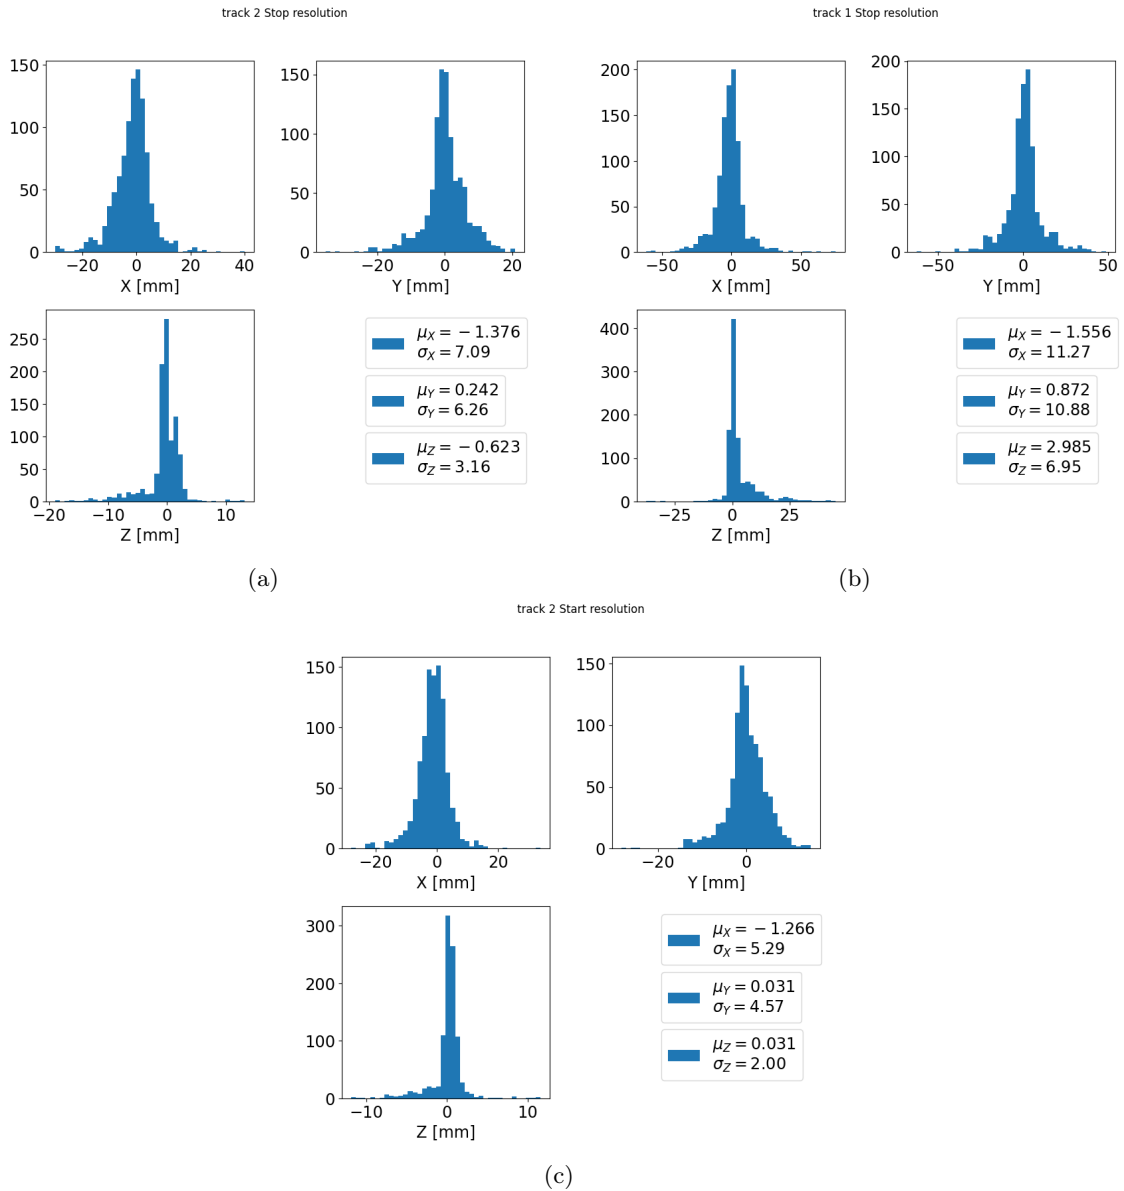 track 2 Stop resolution
150
100
50
0
−20
0
20
40
X [mm]
150
100
50
0
−20
0
20
Y [mm]
250
200
150
100
50
0
−20
−10
0
10
Z [mm]
μX = −1.376
σX = 7.09
μY = 0.242
σY = 6.26
μZ = −0.623
σZ = 3.16
(a)
track 1 Stop resolution
200
150
100
50
0
−50
0
50
X [mm]
200
150
100
50
0
−50
0
50
Y [mm]
400
300
400
200
100
0
−25
0
25
Z [mm]
μX = −1.556
σX = 11.27
μY = 0.872
σY = 10.88
μZ = 2.985
σZ = 6.95
(b)
track 2 Start resolution
150
100
50
0
−20
0
20
X [mm]
150
100
50
0
−20
0
Y [mm]
300
200
100
0
−10
0
10
Z [mm]
μX = −1.266
σX = 5.29
μY = 0.031
σY = 4.57
μZ = 0.031
σZ = 2.00
(c)